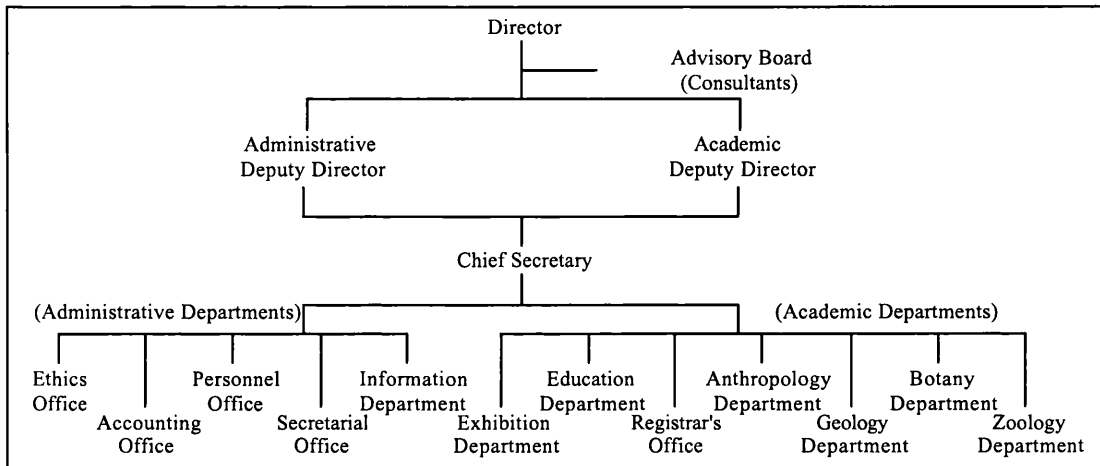 Director
Advisory Board
(Consultants)
Administrative
Deputy Director
Academic
Deputy Director
Chief Secretary
(Administrative Departments)
(Academic Departments)
Ethics
Office
Accounting
Office
Personnel
Office
Secretarial
Office
Information
Department
Exhibition
Department
Education
Department
Registrar's
Office
Anthropology
Department
Geology
Department
Botany
Department
Zoology
Department